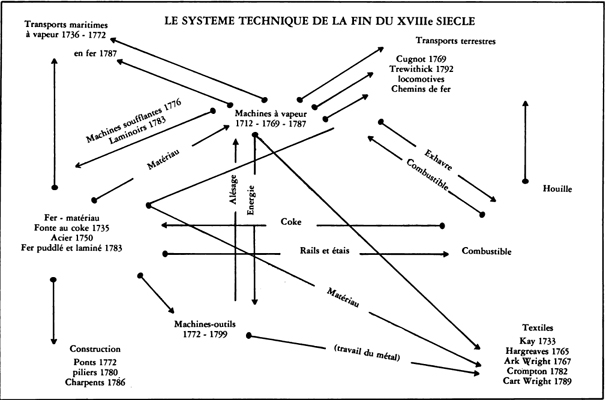 LE SYSTEME TECHNIQUE DE LA FIN DU XVIIIe SIECLE
Transports maritimes
à vapeur 1736 - 1772
en fer 1787
Transports terrestres
Cugnot 1769
Trewithick 1792
locomotives
Chemins de fer
Machines soufflantes 1776
Laminoirs 1783
Machines à vapeur
1712 - 1769 - 1787
Matériau
Exhavre
Combustible
Houille
Alésage
Energie
Fer - matériau
Fonte au coke 1735
Acier 1750
Fer puddlé et laminé 1783
Coke
Rails et étais
Combustible
Matériau
Machines-outils
1772 - 1799
(travail du métal)
Construction
Ponts 1772
piliers 1780
Charpents 1786
Textiles
Kay 1733
Hargreaves 1765
Ark Wright 1767
Crompton 1782
Cart Wright 1789